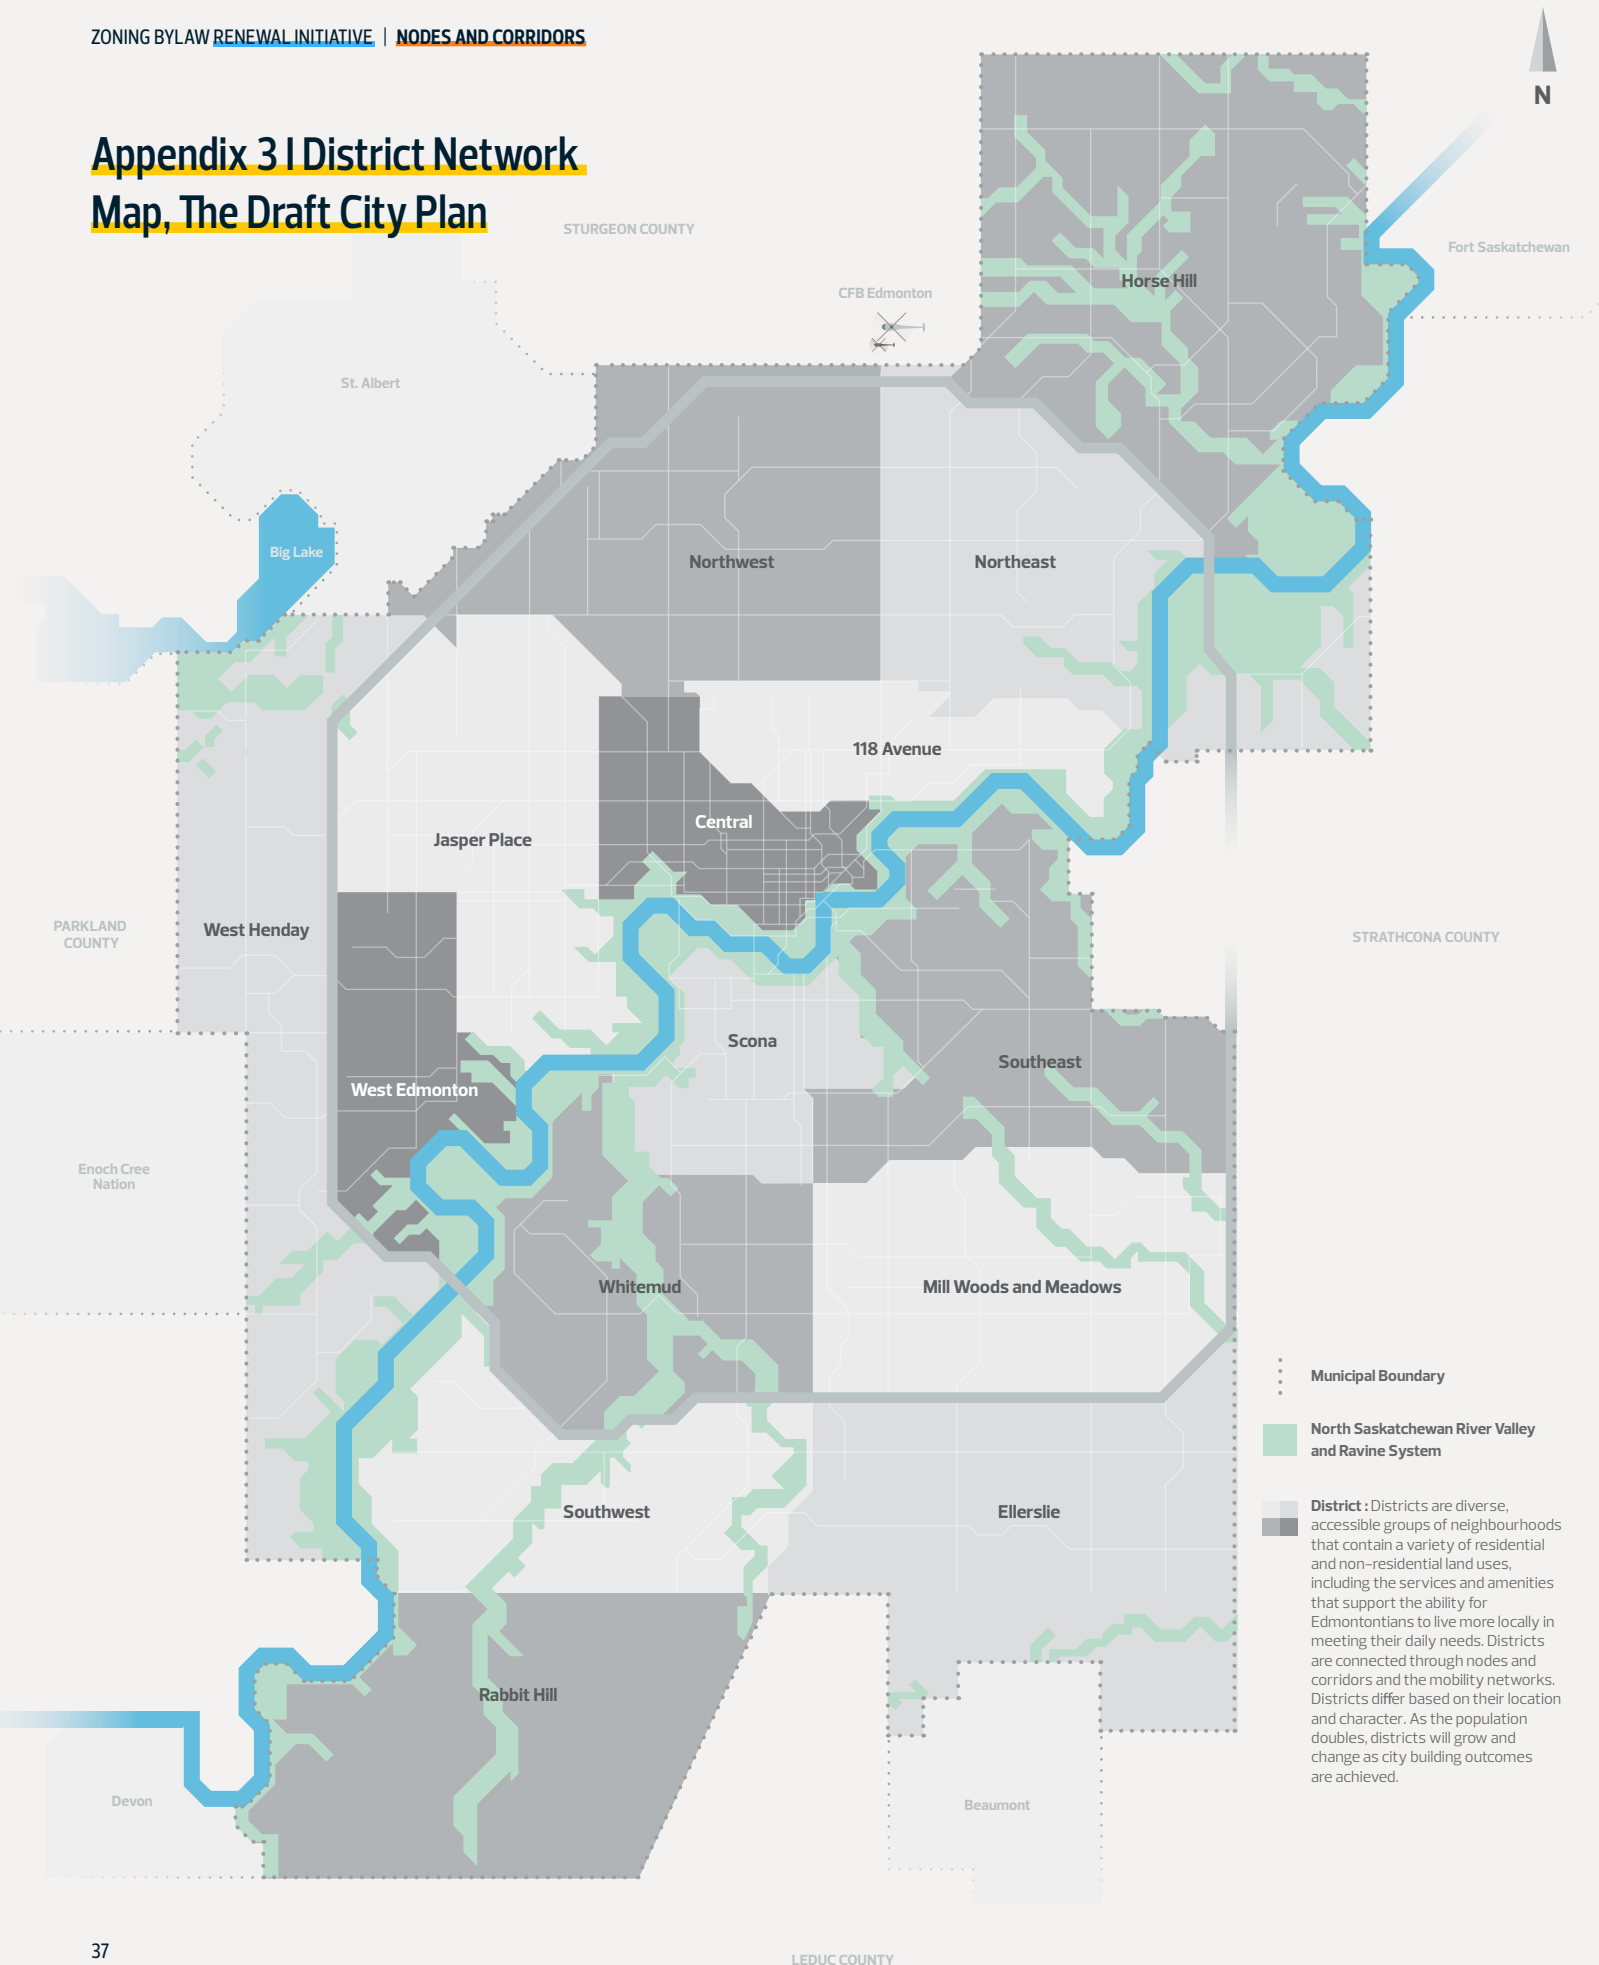 ZONING BYLAW RENEWAL INITIATIVE | NODES AND CORRIDORS
N
Appendix 3 I District Network
Map, The Draft City Plan
STURGEON COUNTY
Fort Saskatchewan
Horse Hill
CFB Edmonton
St. Albert
Big Lake
Northwest
Northeast
118 Avenue
Central
Jasper Place
PARKLAND
COUNTY
West Henday
STRATHCONA COUNTY
Scona
Southeast
West Edmonton
Enoch Cree
Nation
Whitemud
Mill Woods and Meadows
Municipal Boundary
North Saskatchewan River Valley
and Ravine System
Southwest
Ellerslie
District : Districts are diverse,
accessible groups of neighbourhoods
that contain a variety of residential
and non-residential land uses,
including the services and amenities
that support the ability for
Edmontontians to live more locally in
meeting their daily needs. Districts
are connected through nodes and
corridors and the mobility networks.
Districts differ based on their location
and character. As the population
doubles, districts will grow and
change as city building outcomes
are achieved.
Rabbit Hill
Devon
Beaumont
37
LEDUC COUNTY